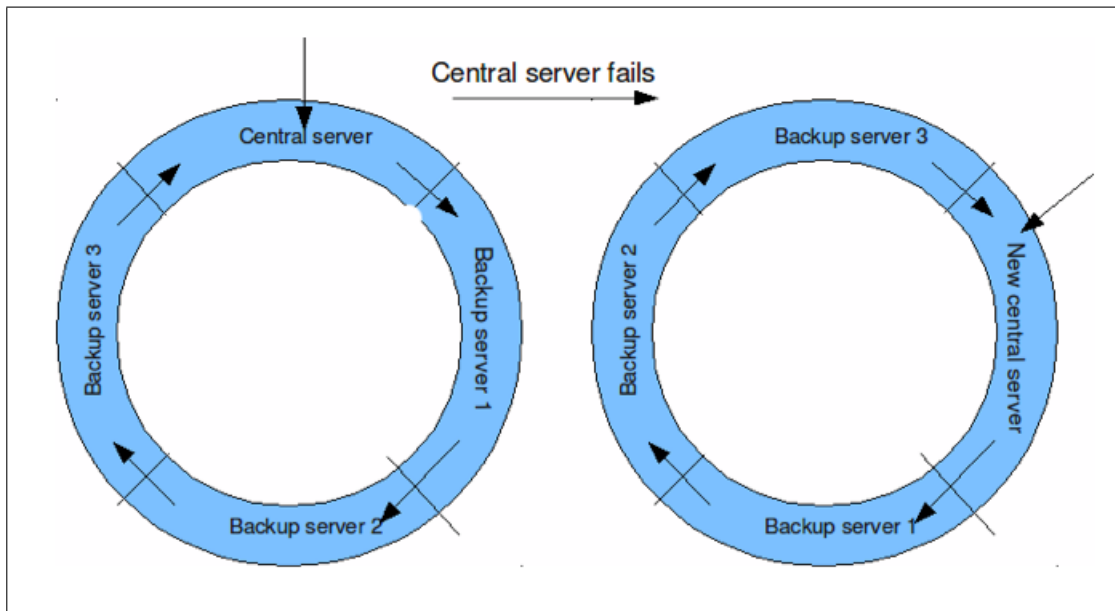 Central server fails
Central server
Backup server 3
Backup server 1
Backup server 2
Backup server 3
Backup server 2
New central server
Backup server 1